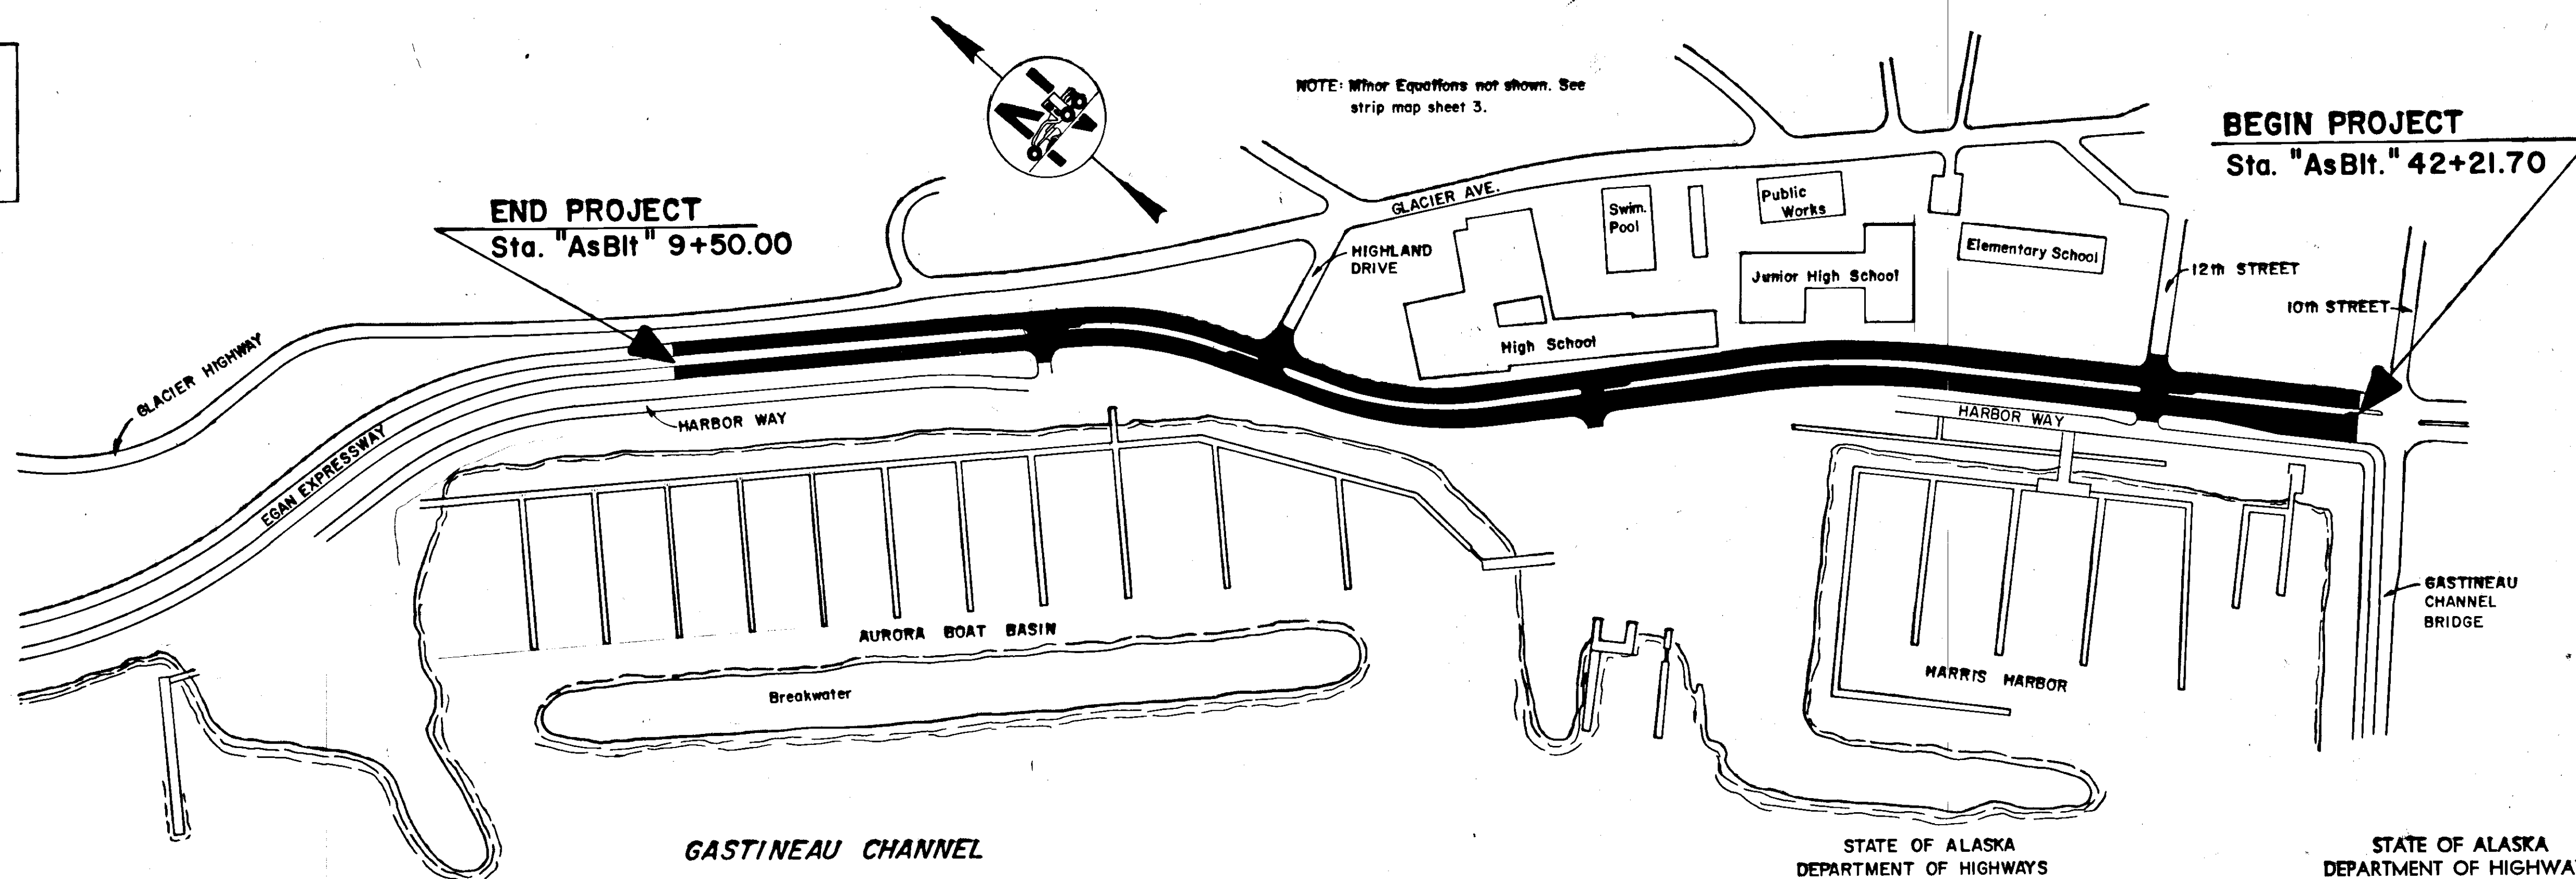 NOTE: Minor Equations not shown. See
strip map sheet 3.
BEGIN PROJECT
Sta. "AsBlt." 42+21.70
END PROJECT
Sta. "AsBlt" 9+50.00
GLACIER AVE.
Swim.
Pool
Public
Works
HIGHLAND
DRIVE
Junior High School
Elementary School
12th STREET
10th STREET
High School
GLACIER HIGHWAY
HARBOR WAY
HARBOR WAY
EGAN EXPRESSWAY
GASTINEAU
CHANNEL
BRIDGE
AURORA BOAT BASIN
Breakwater
HARRIS HARBOR
GASTINEAU CHANNEL
STATE OF ALASKA
DEPARTMENT OF HIGHWAYS
STATE OF ALASKA
DEPARTMENT OF HIGHWA